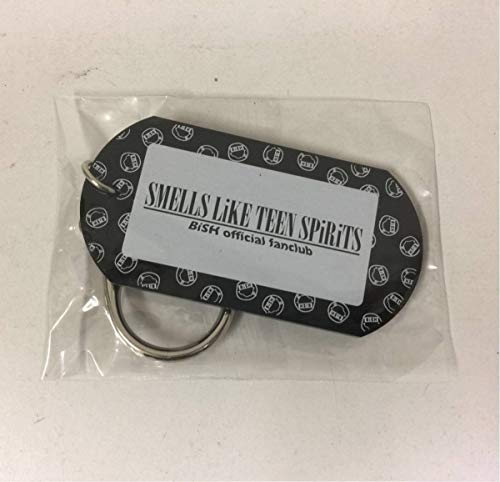 SMELLS LiKE TEEN SPiRiTS
BiSH official fanclub